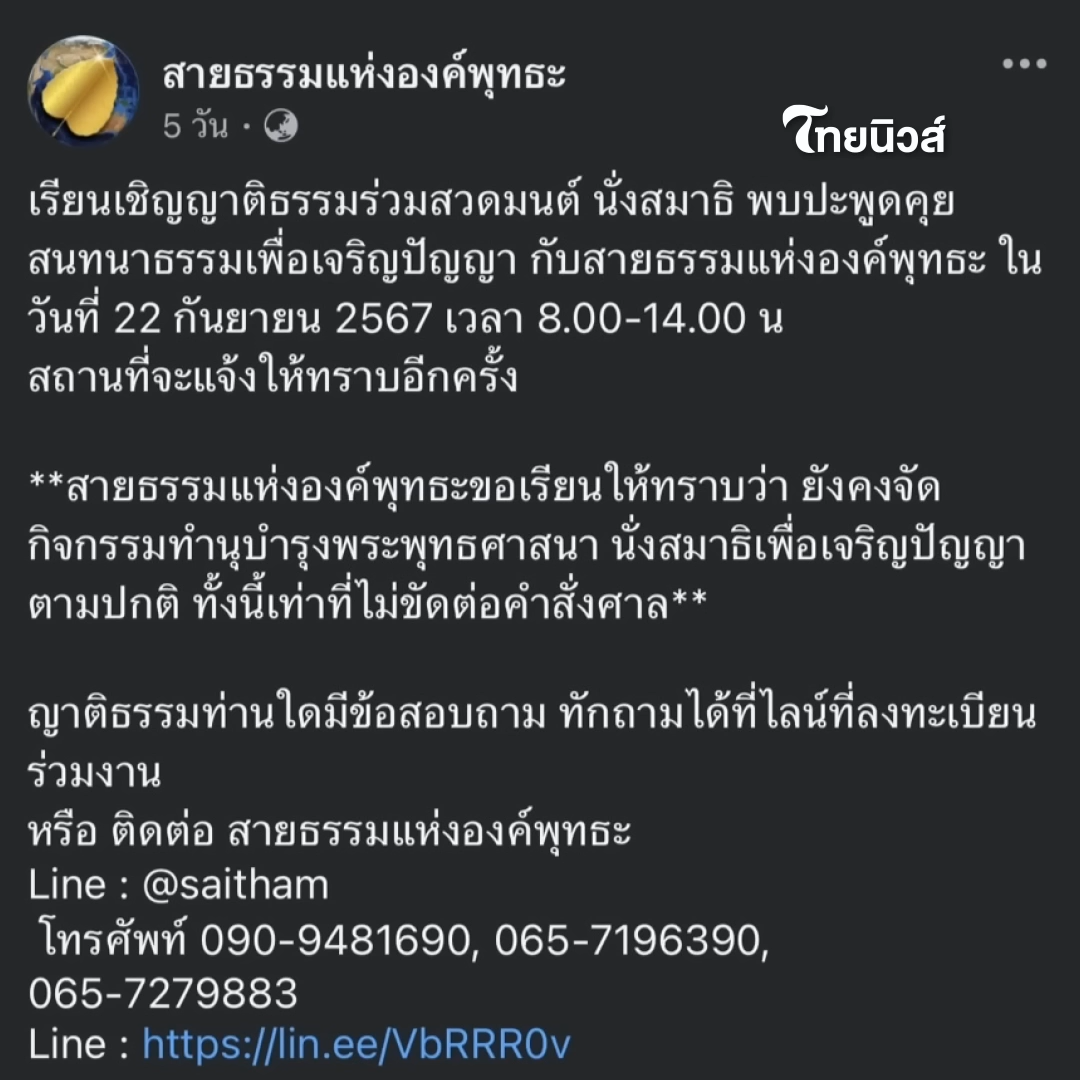 สายธรรมแห่งองค์พุทธะ
5 วัน ·
ไทยนิวส์
เรียนเชิญญาติธรรมร่วมสวดมนต์ นั่งสมาธิ พบปะพูดคุย
สนทนาธรรมเพื่อเจริญปัญญา กับสายธรรมแห่งองค์พุทธะ ใน
วันที่ 22 กันยายน 2567 เวลา 8.00-14.00 น
สถานที่จะแจ้งให้ทราบอีกครั้ง
**สายธรรมแห่งองค์พุทธะขอเรียนให้ทราบว่า ยังคงจัด
กิจกรรมทำนุบำรุงพระพุทธศาสนา นั่งสมาธิเพื่อเจริญปัญญา
ตามปกติ ทั้งนี้เท่าที่ไม่ขัดต่อคำสั่งศาล**
ญาติธรรมท่านใดมีข้อสอบถาม ทักถามได้ที่ไลน์ที่ลงทะเบียน
ร่วมงาน
หรือ ติดต่อ สายธรรมแห่งองค์พุทธะ
Line : @saitham
โทรศัพท์ 090-9481690, 065-7196390,
065-7279883
Line : https://lin.ee/VbRRR0v